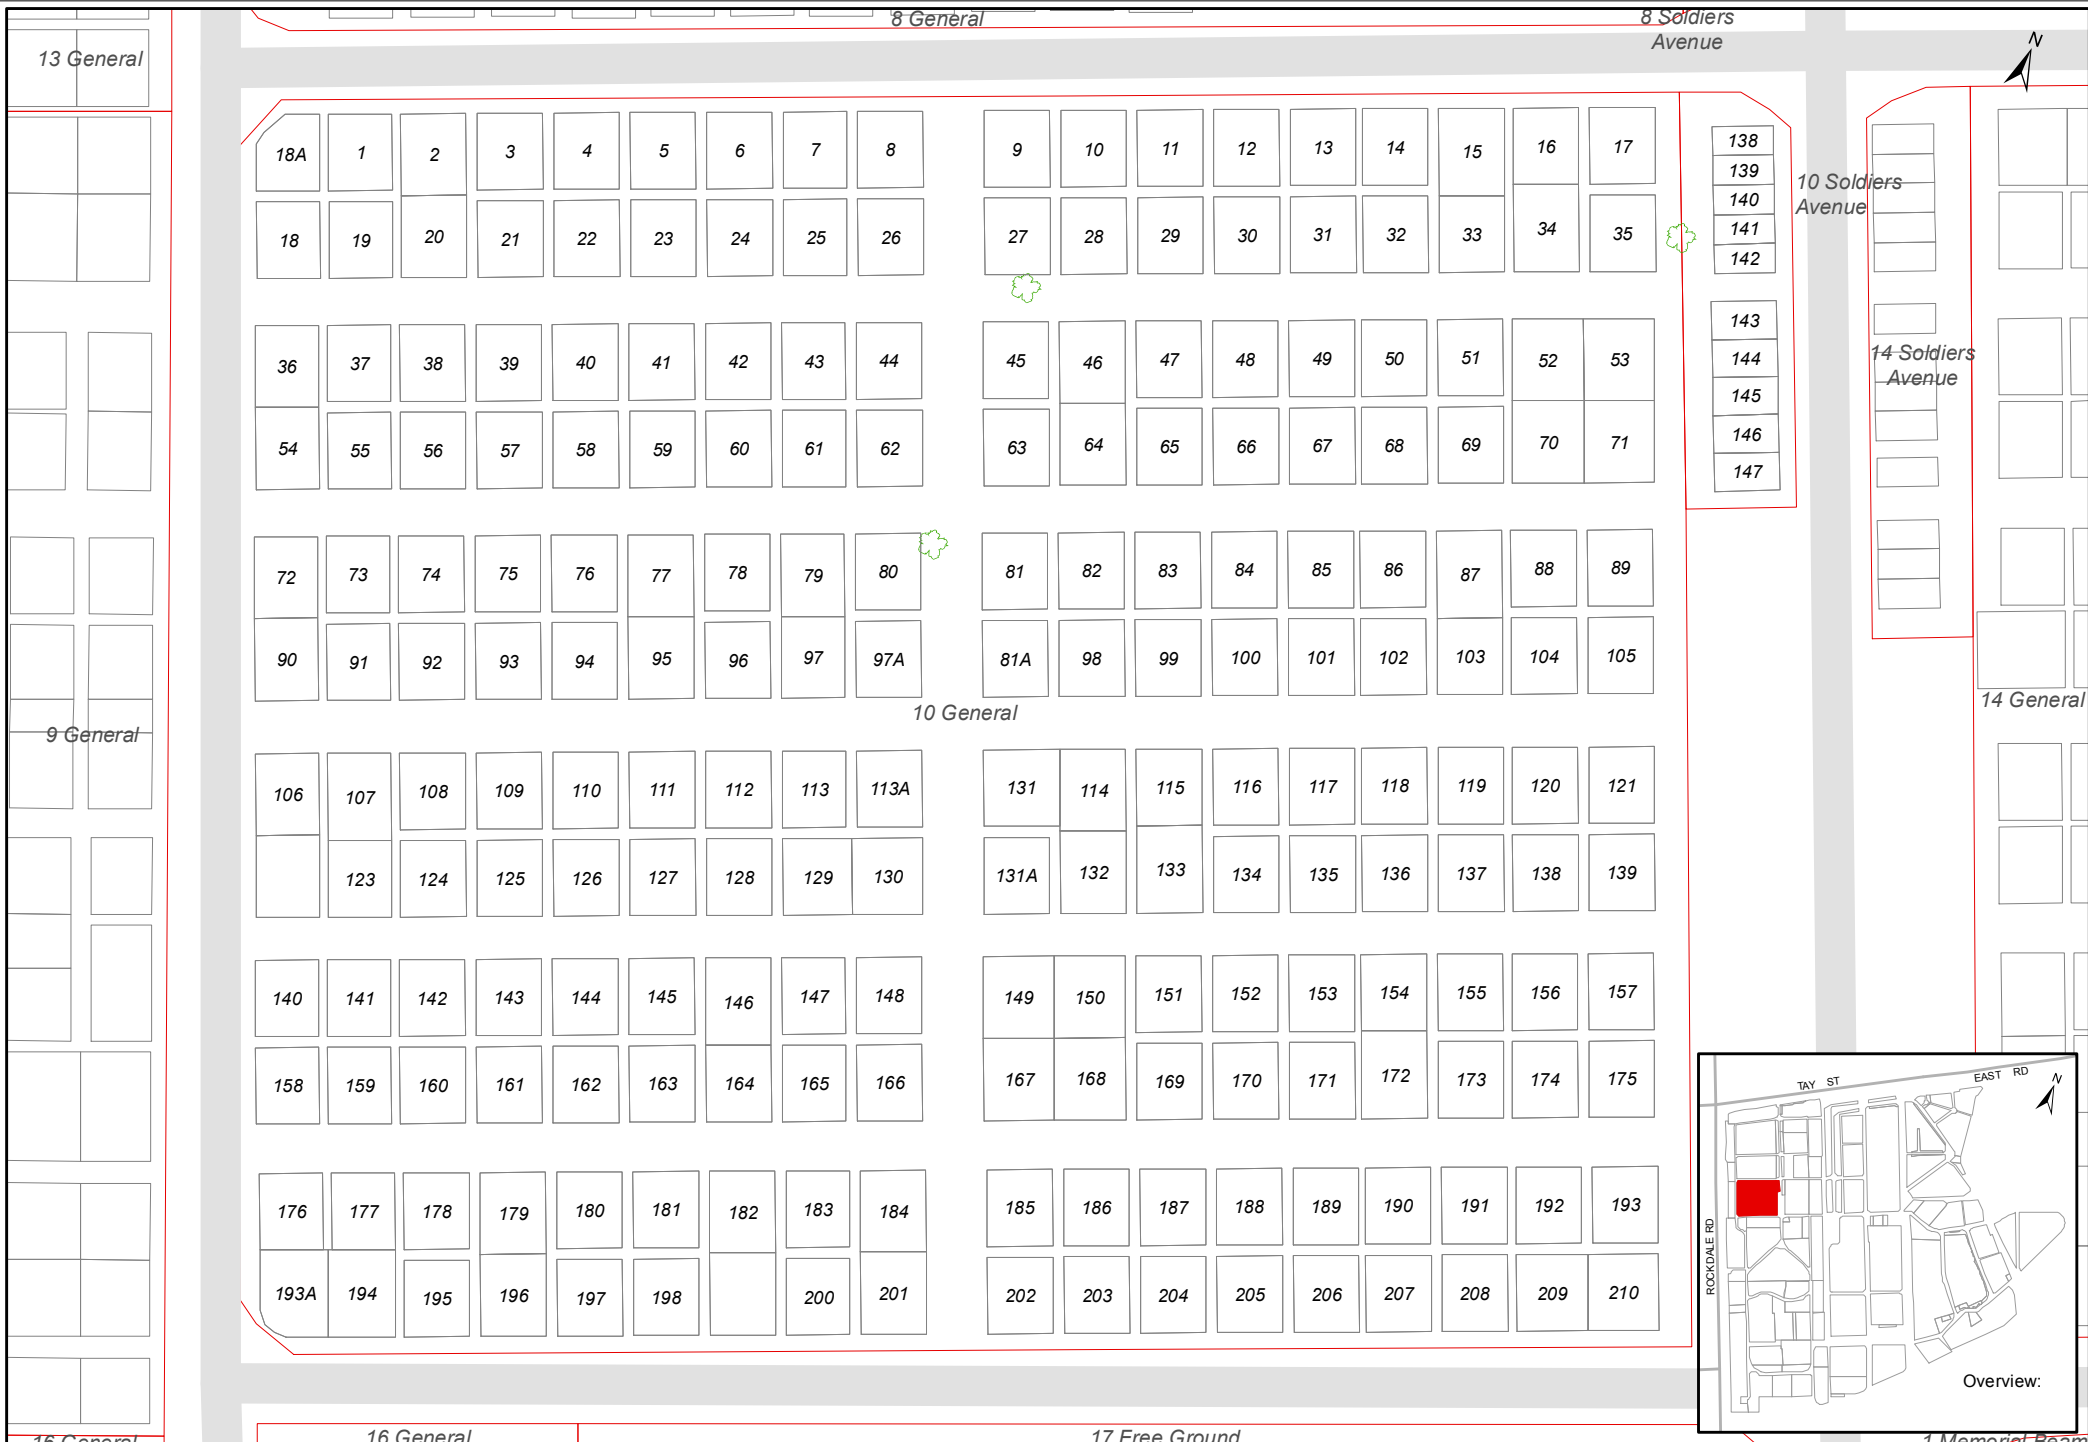 8 General
8 Soldiers
Avenue
13 General
N
18A 1 2 3 4 5 6 7 8 9 10 11 12 13 14 15 16 17
138
139
140
141
142
10 Soldiers
Avenue
18 19 20 21 22 23 24 25 26 27 28 29 30 31 32 33 34 35
36 37 38 39 40 41 42 43 44 45 46 47 48 49 50 51 52 53
143
144
145
146
147
14 Soldiers
Avenue
54 55 56 57 58 59 60 61 62 63 64 65 66 67 68 69 70 71
72 73 74 75 76 77 78 79 80 81 82 83 84 85 86 87 88 89
90 91 92 93 94 95 96 97 97A 81A 98 99 100 101 102 103 104 105
9 General
10 General
14 General
106 107 108 109 110 111 112 113 113A 131 114 115 116 117 118 119 120 121
123 124 125 126 127 128 129 130 131A 132 133 134 135 136 137 138 139
140 141 142 143 144 145 146 147 148 149 150 151 152 153 154 155 156 157
158 159 160 161 162 163 164 165 166 167 168 169 170 171 172 173 174 175
176 177 178 179 180 181 182 183 184 185 186 187 188 189 190 191 192 193
193A 194 195 196 197 198 200 201 202 203 204 205 206 207 208 209 210
TAY ST
EAST RD
N
ROCKDALE RD
Overview:
16 General
16 General
17 Free Ground
1 Memorial Beam